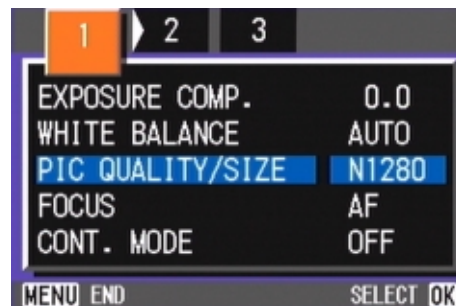 1 2 3
EXPOSURE COMP. 0.0
WHITE BALANCE AUTO
PIC QUALITY/SIZE N1280
FOCUS AF
CONT. MODE OFF
MENU END SELECT OK